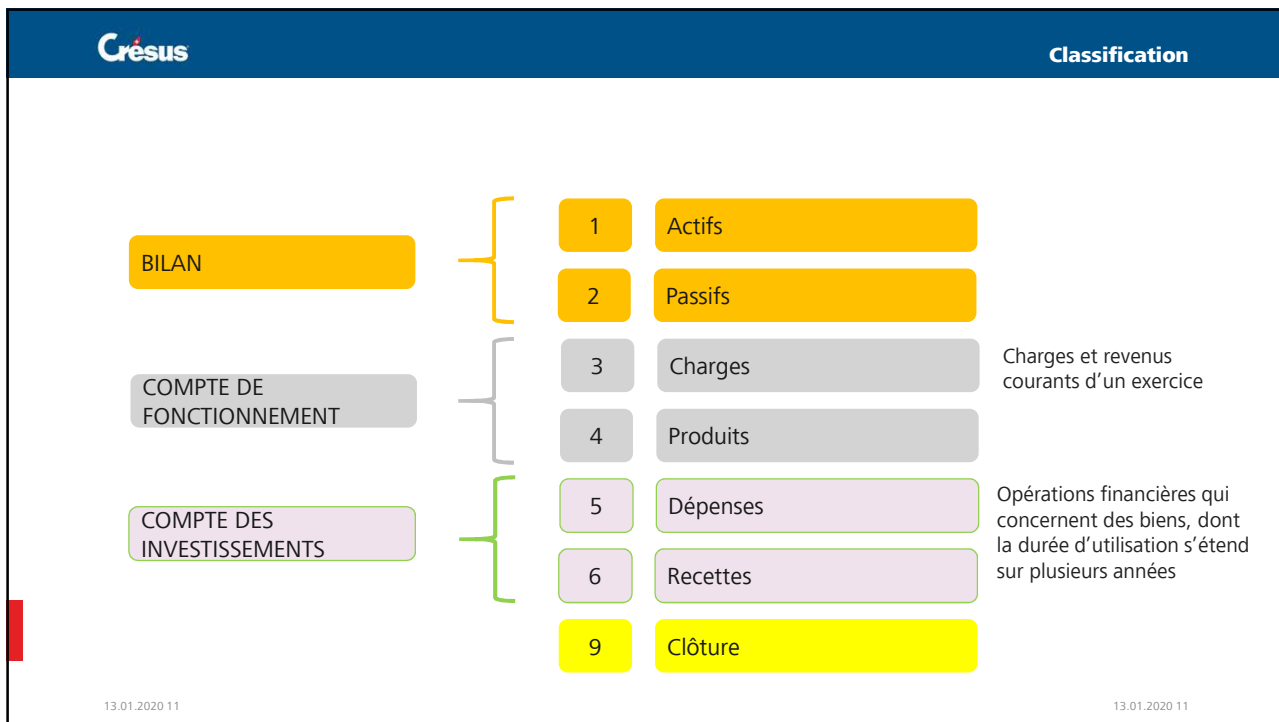 Crésus
Classification
BILAN
1
Actifs
2
Passifs
COMPTE DE
FONCTIONNEMENT
3
Charges
4
Produits
Charges et revenus
courants d’un exercice
COMPTE DES
INVESTISSEMENTS
5
Dépenses
6
Recettes
Opérations financières qui
concernent des biens, dont
la durée d’utilisation s’étend
sur plusieurs années
9
Clôture
13.01.2020 11
13.01.2020 11